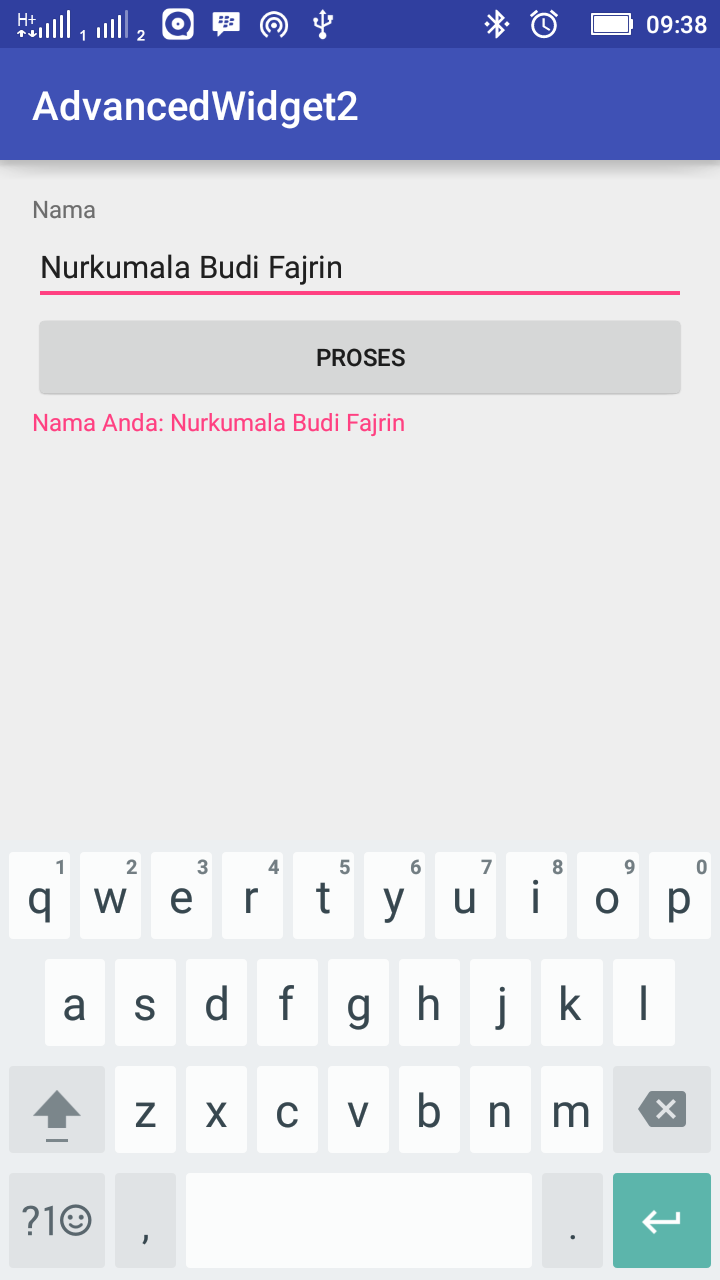 H+ 1 2 09:38
AdvancedWidget2
Nama
Nurkumala Budi Fajrin
PROSES
Nama Anda: Nurkumala Budi Fajrin
1 2 3 4 5 6 7 8 9 0
q w e r t y u i o p
a s d f g h j k l
z x c v b n m
?1☺ , .